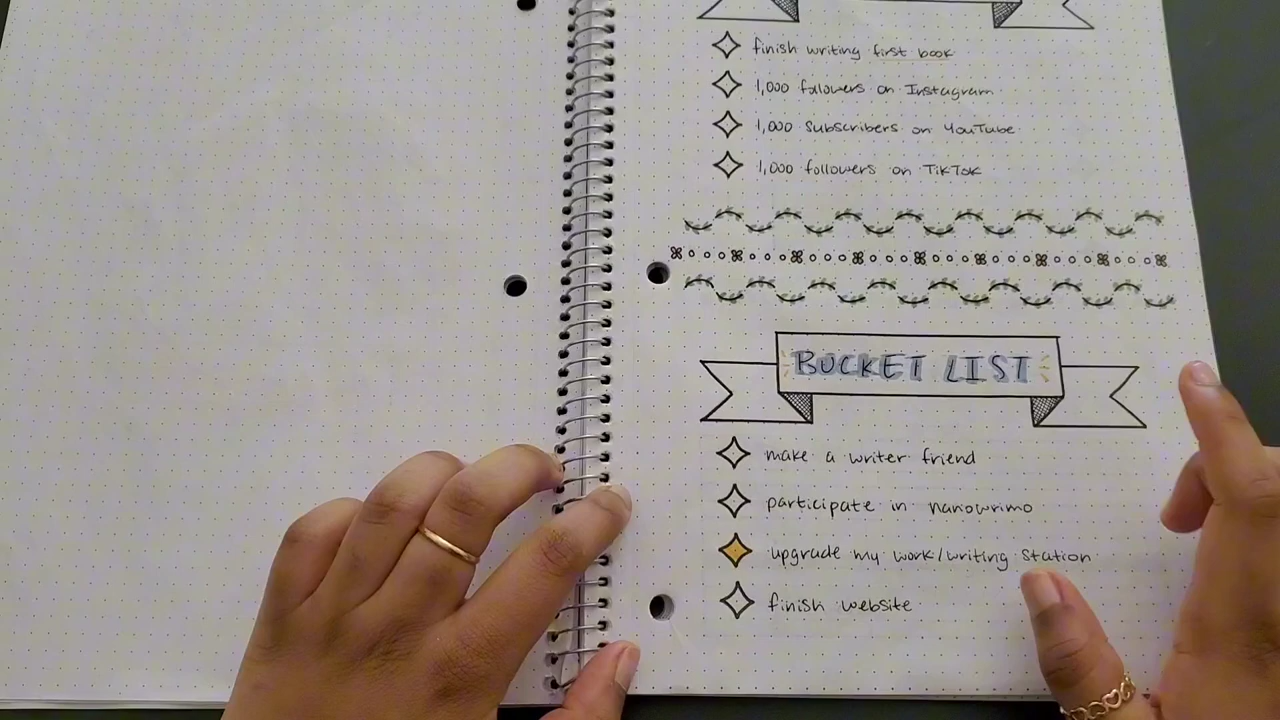 finish writing first book
1,000 followers on Instagram
1,000 subscribers on YouTube
1,000 followers on TikTok
BUCKET LIST
make a writer friend
participate in nanowrimo
upgrade my work/writing station
finish website